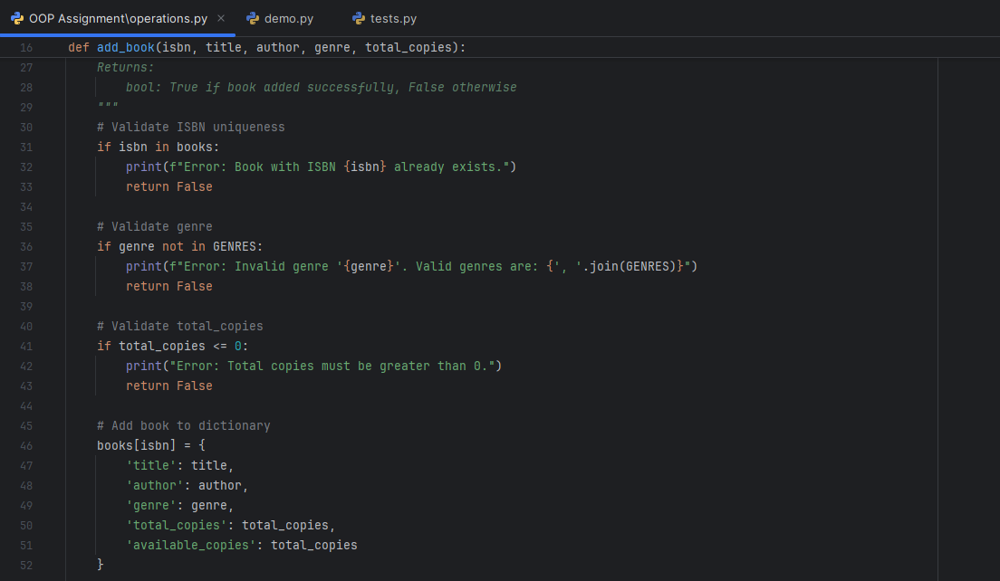 OOP Assignment\operations.py × demo.py tests.py
16 def add_book(isbn, title, author, genre, total_copies):
27 Returns:
28 bool: True if book added successfully, False otherwise
29 """
30 # Validate ISBN uniqueness
31 if isbn in books:
32 print(f"Error: Book with ISBN {isbn} already exists.")
33 return False
34
35 # Validate genre
36 if genre not in GENRES:
37 print(f"Error: Invalid genre '{genre}'. Valid genres are: {', '.join(GENRES)}")
38 return False
39
40 # Validate total_copies
41 if total_copies <= 0:
42 print("Error: Total copies must be greater than 0.")
43 return False
44
45 # Add book to dictionary
46 books[isbn] = {
47 'title': title,
48 'author': author,
49 'genre': genre,
50 'total_copies': total_copies,
51 'available_copies': total_copies
52 }